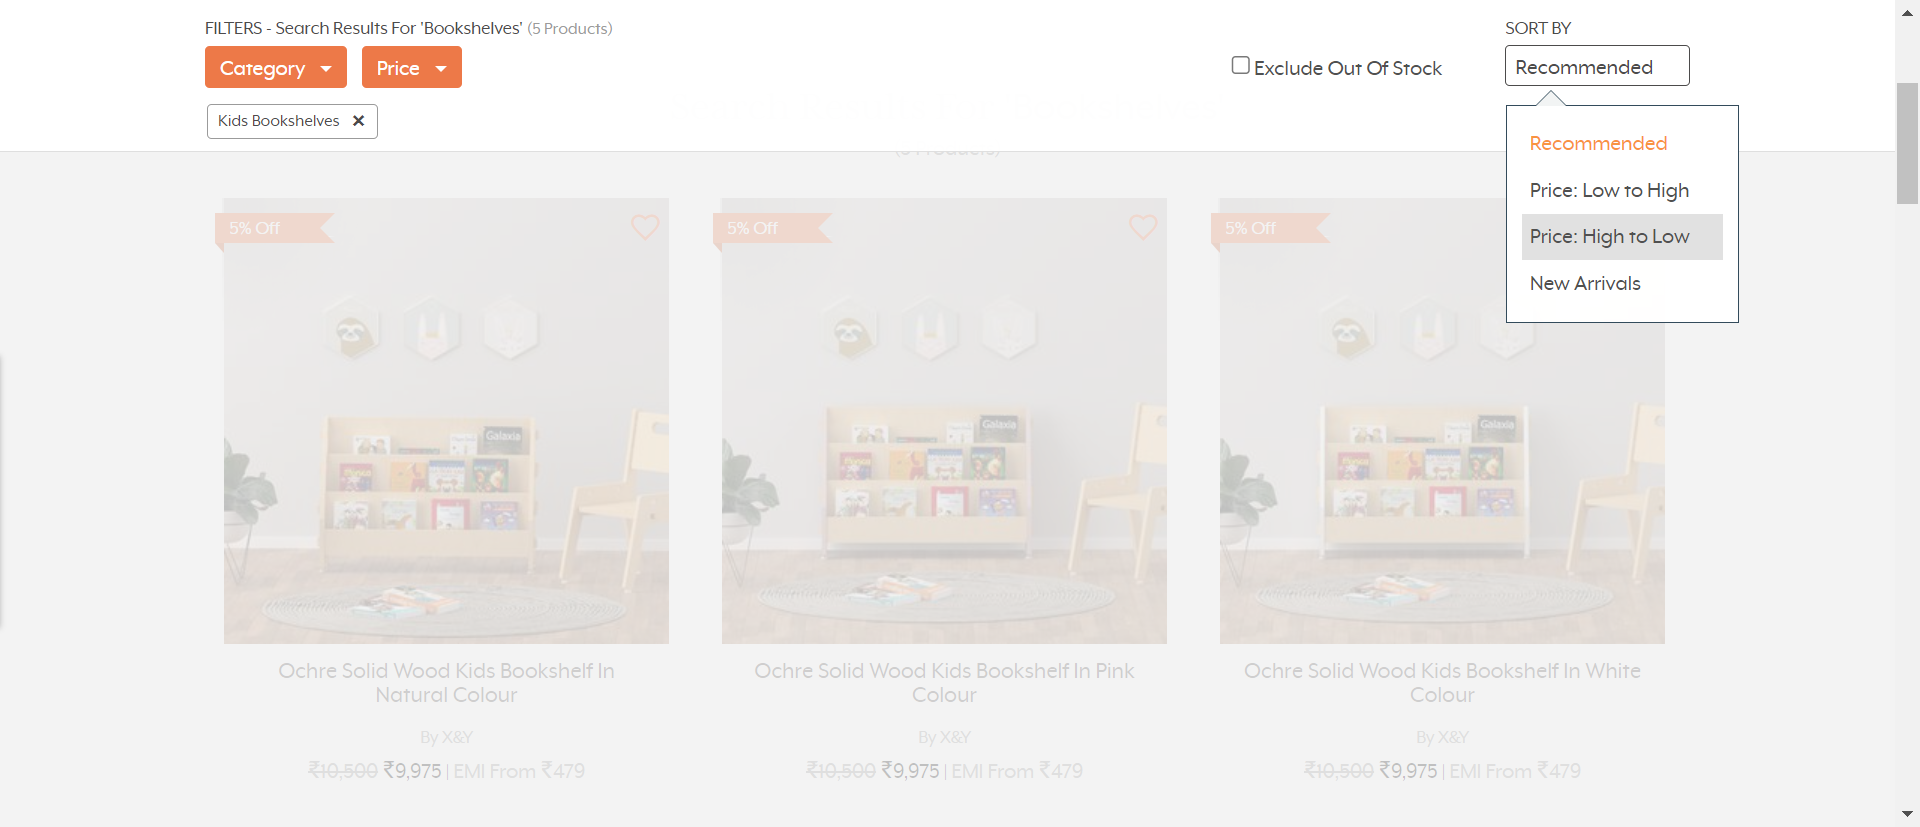 FILTERS - Search Results For 'Bookshelves' (5 Products)
SORT BY
Category
Price
Exclude Out Of Stock
Recommended
Kids Bookshelves ✕
Recommended
Price: Low to High
Price: High to Low
New Arrivals
(5 Products)
5% Off
5% Off
5% Off
Galaxia
Galaxia
Galaxia
Ochre Solid Wood Kids Bookshelf In
Natural Colour
By X&Y
₹10,500 ₹9,975 | EMI From ₹479
Ochre Solid Wood Kids Bookshelf In Pink
Colour
By X&Y
₹10,500 ₹9,975 | EMI From ₹479
Ochre Solid Wood Kids Bookshelf In White
Colour
By X&Y
₹10,500 ₹9,975 | EMI From ₹479